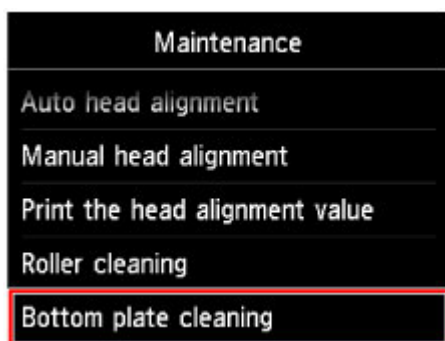 Maintenance
Auto head alignment
Manual head alignment
Print the head alignment value
Roller cleaning
Bottom plate cleaning